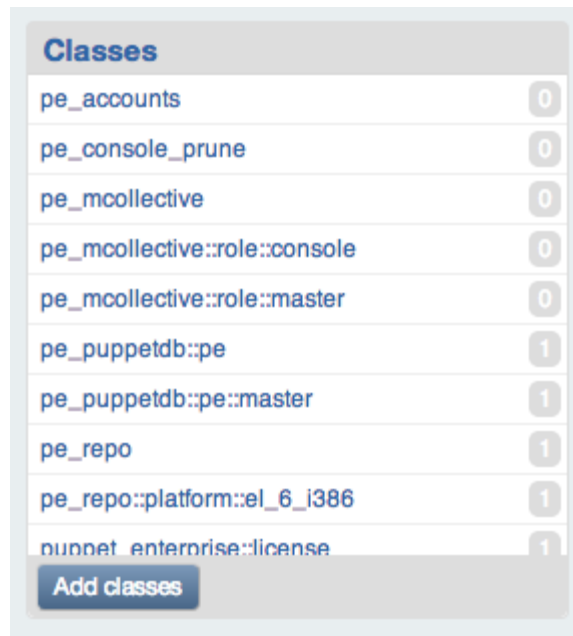 Classes
pe_accounts 0
pe_console_prune 0
pe_mcollective 0
pe_mcollective::role::console 0
pe_mcollective::role::master 0
pe_puppetdb::pe 1
pe_puppetdb::pe::master 1
pe_repo 1
pe_repo::platform::el_6_i386 1
puppet_enterprise::license 1
Add classes